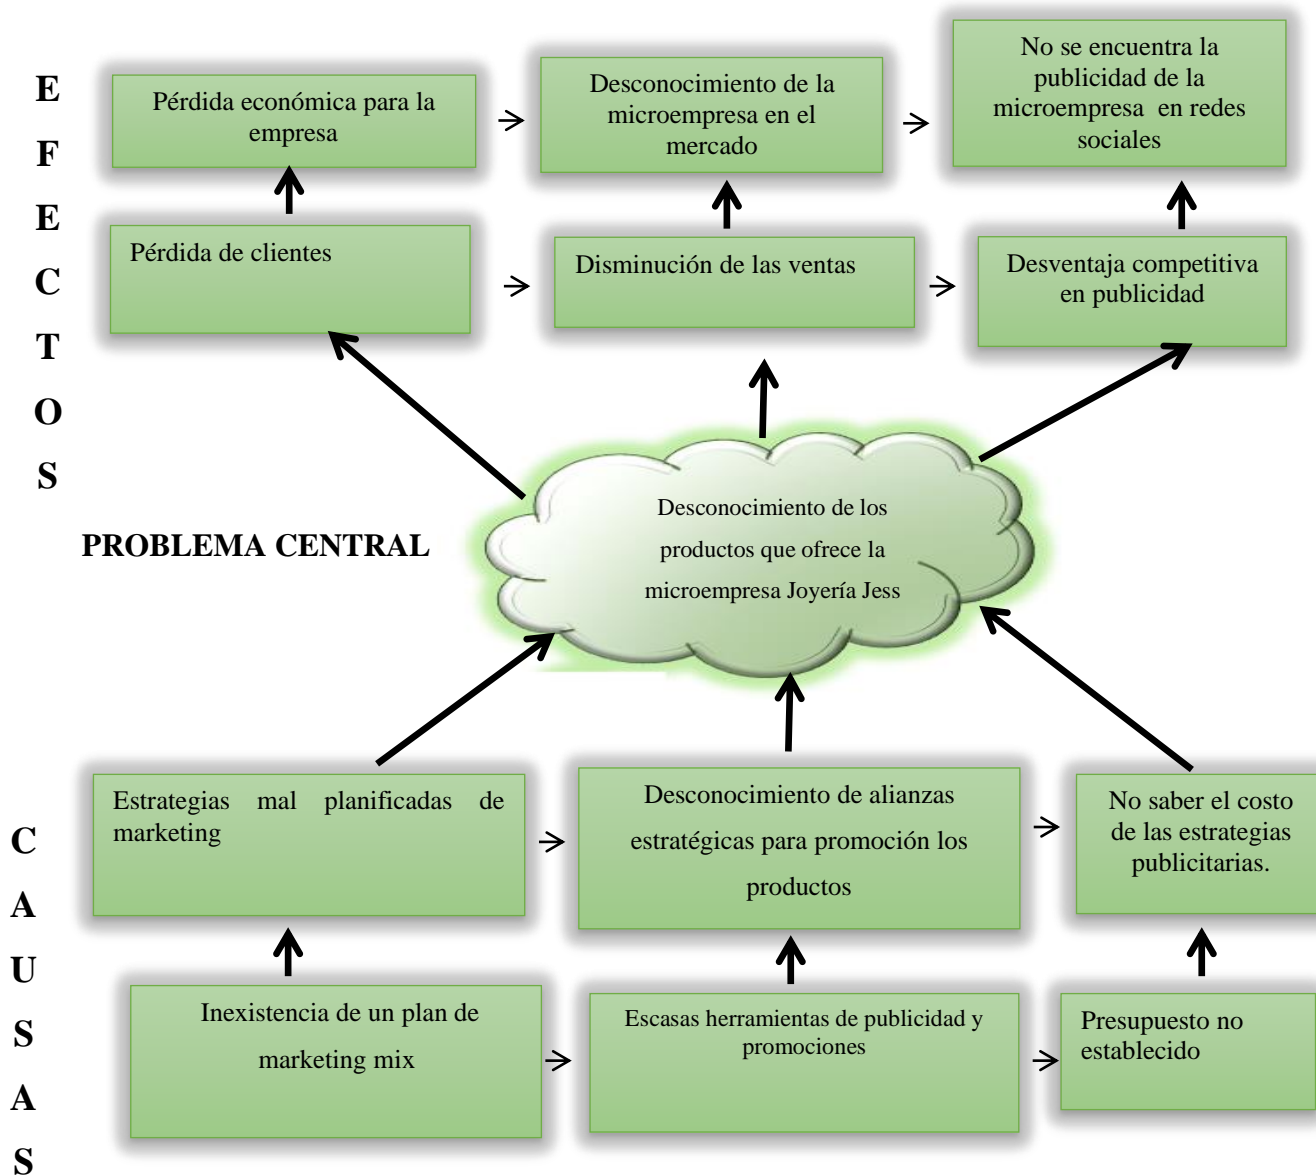 E
F
E
C
T
O
S
Pérdida económica para la
empresa
Desconocimiento de la
microempresa en el
mercado
No se encuentra la
publicidad de la
microempresa en redes
sociales
Pérdida de clientes
Disminución de las ventas
Desventaja competitiva
en publicidad
PROBLEMA CENTRAL
Desconocimiento de los
productos que ofrece la
microempresa Joyería Jess
C
A
U
S
A
S
Estrategias mal planificadas de
marketing
Desconocimiento de alianzas
estratégicas para promoción los
productos
No saber el costo
de las estrategias
publicitarias.
Inexistencia de un plan de
marketing mix
Escasas herramientas de publicidad y
promociones
Presupuesto no
establecido